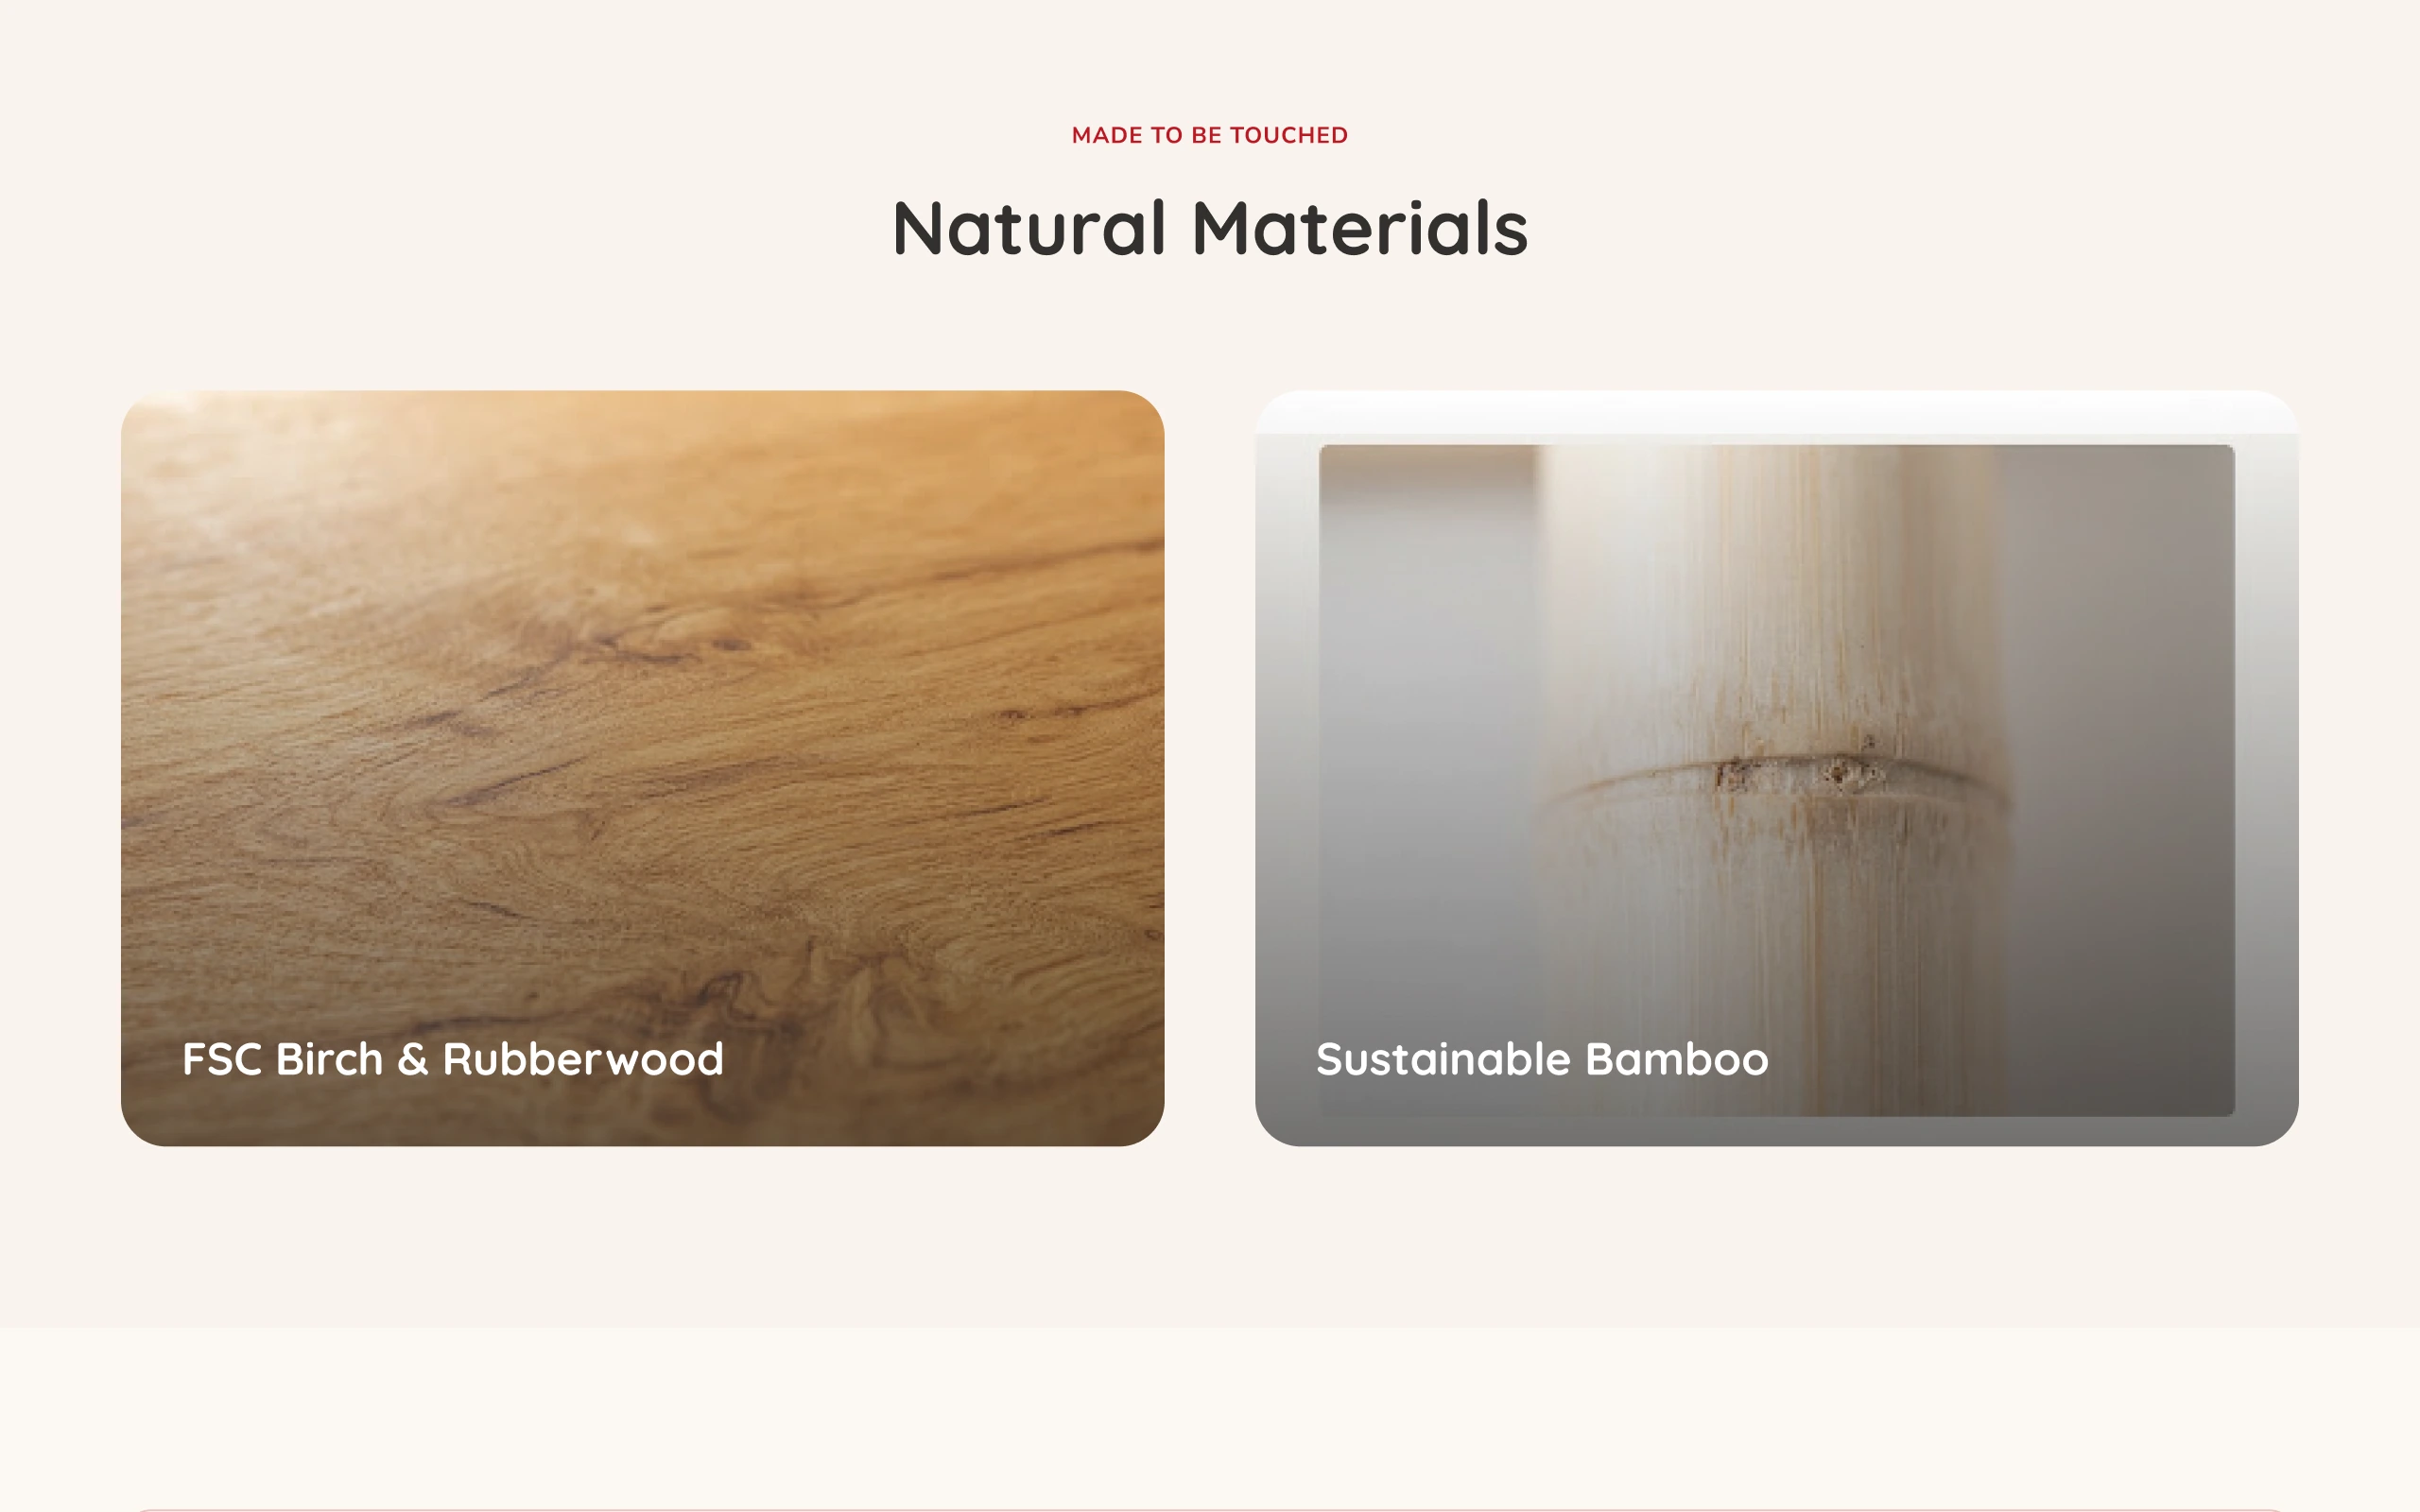 MADE TO BE TOUCHED
Natural Materials
FSC Birch & Rubberwood
Sustainable Bamboo